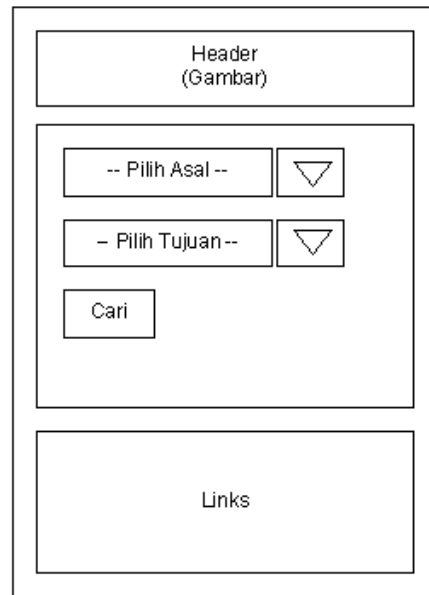 Header
(Gambar)
-- Pilih Asal --
– Pilih Tujuan --
Cari
Links